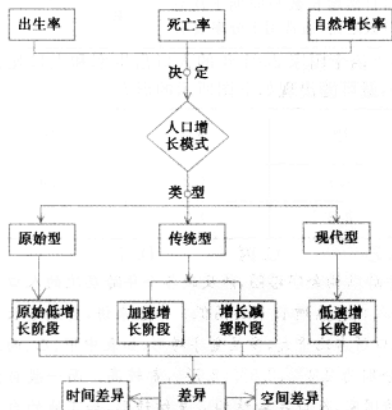 出生率
死亡率
自然增长率
决定
人口增
长模式
类型
原始型
传统型
现代型
原始低增
长阶段
加速增
长阶段
增长减
缓阶段
低速增
长阶段
时间差异
差异
空间差异